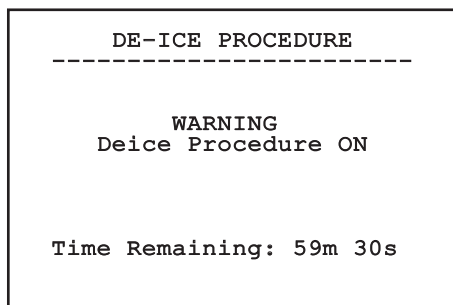 DE-ICE PROCEDURE
------------------------
WARNING
Deice Procedure ON
Time Remaining: 59m 30s